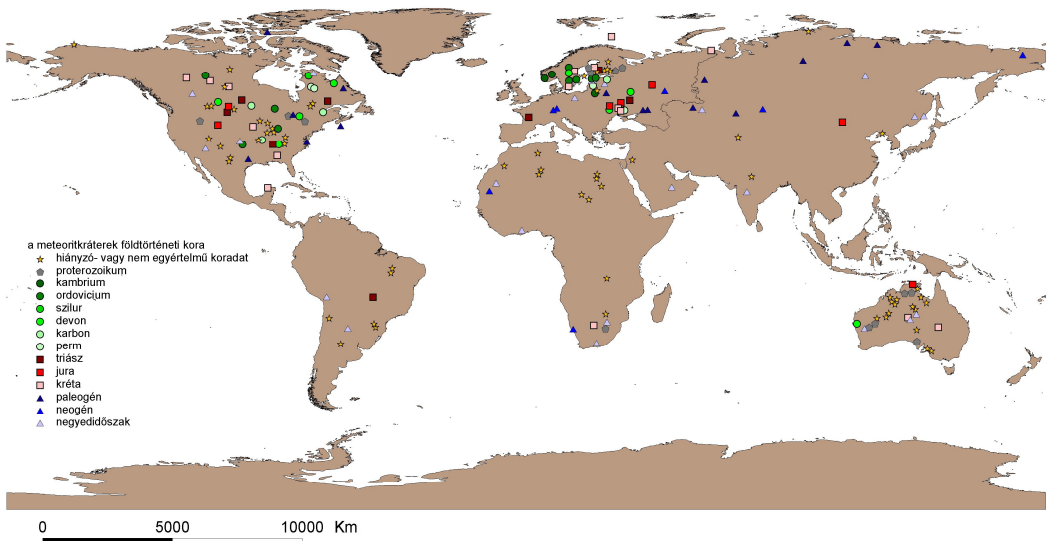 a meteoritkráterek földtörténeti kora
hiányzó- vagy nem egyértelmű koradat
proterozoikum
kambrium
ordovicium
szilur
devon
karbon
perm
triász
jura
kréta
paleogén
neogén
negyedidőszak
0 5000 10000 Km